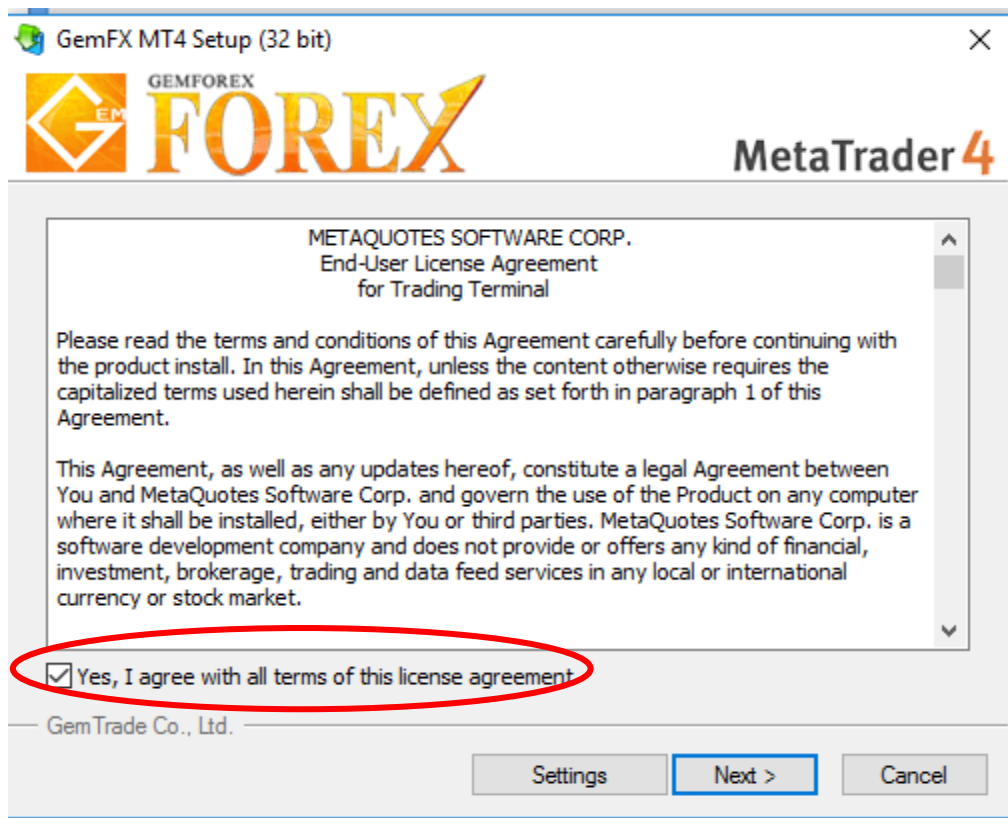 GemFX MT4 Setup (32 bit)
GEMFOREX
GEM
FOREX
MetaTrader 4
METAQUOTES SOFTWARE CORP.
End-User License Agreement
for Trading Terminal
Please read the terms and conditions of this Agreement carefully before continuing with
the product install. In this Agreement, unless the content otherwise requires the
capitalized terms used herein shall be defined as set forth in paragraph 1 of this
Agreement.
This Agreement, as well as any updates hereof, constitute a legal Agreement between
You and MetaQuotes Software Corp. and govern the use of the Product on any computer
where it shall be installed, either by You or third parties. MetaQuotes Software Corp. is a
software development company and does not provide or offers any kind of financial,
investment, brokerage, trading and data feed services in any local or international
currency or stock market.
Yes, I agree with all terms of this license agreement
GemTrade Co., Ltd.
Settings
Next >
Cancel